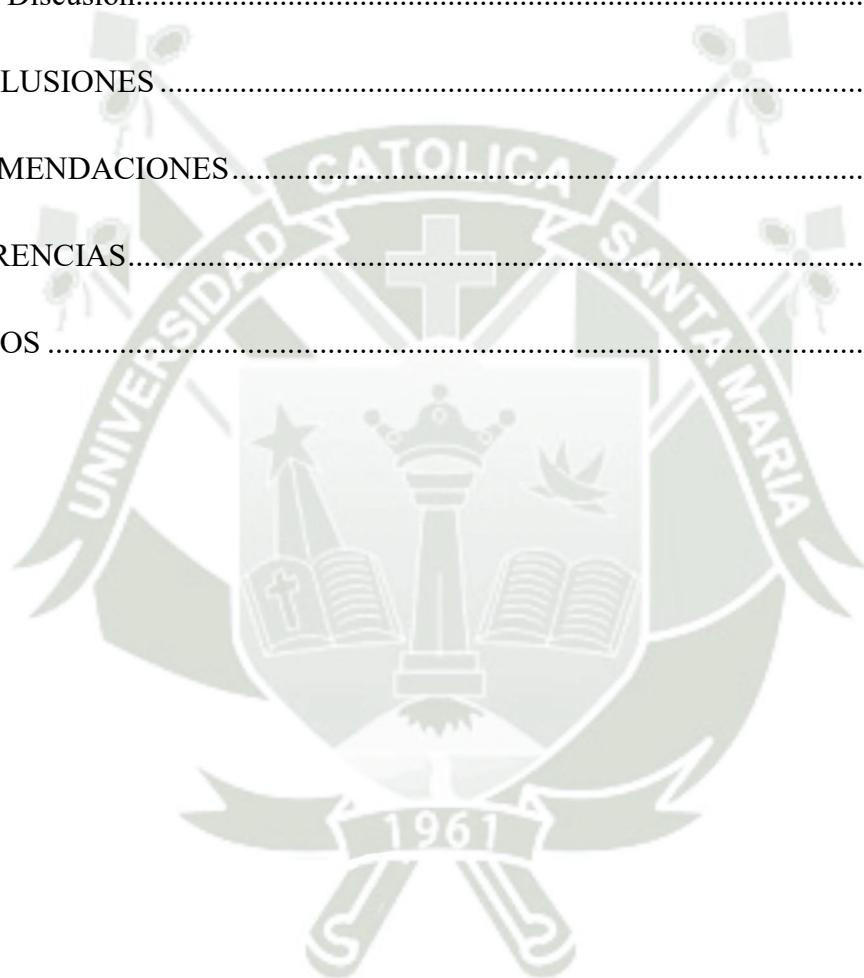 Discusión..........................................................................................
LUSIONES ........................................................................................
MENDACIONES...............................................................................
RENCIAS............................................................................................
OS ......................................................................................................
UNIVERSIDAD CATOLICA SANTA MARIA
1961